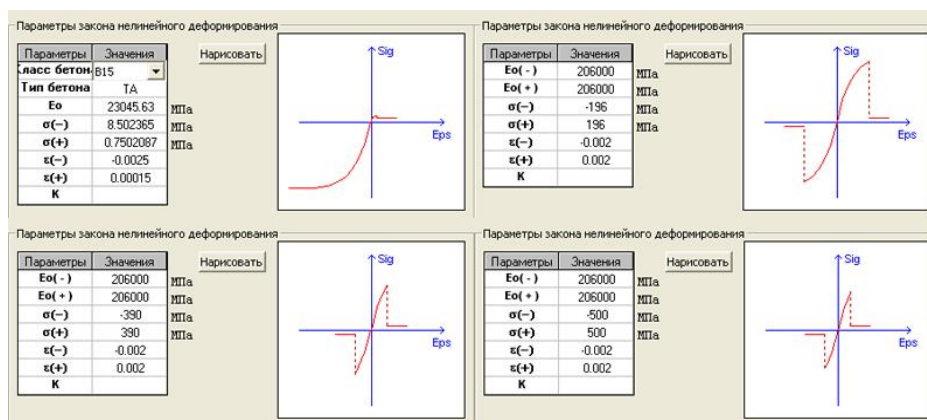 Параметры закона нелинейного деформирования
Параметры Значения
Класс бетон B15
Тип бетона ТА
Eo 23045.63 МПа
σ(−) 8.502365 МПа
σ(+) 0.7502087 МПа
ε(−) -0.0025
ε(+) 0.00015
K
Нарисовать
Sig
Eps
Параметры закона нелинейного деформирования
Параметры Значения
Eo( - ) 206000 МПа
Eo( + ) 206000 МПа
σ(−) -196 МПа
σ(+) 196 МПа
ε(−) -0.002
ε(+) 0.002
K
Нарисовать
Sig
Eps
Параметры закона нелинейного деформирования
Параметры Значения
Eo( - ) 206000 МПа
Eo( + ) 206000 МПа
σ(−) -390 МПа
σ(+) 390 МПа
ε(−) -0.002
ε(+) 0.002
K
Нарисовать
Sig
Eps
Параметры закона нелинейного деформирования
Параметры Значения
Eo( - ) 206000 МПа
Eo( + ) 206000 МПа
σ(−) -500 МПа
σ(+) 500 МПа
ε(−) -0.002
ε(+) 0.002
K
Нарисовать
Sig
Eps